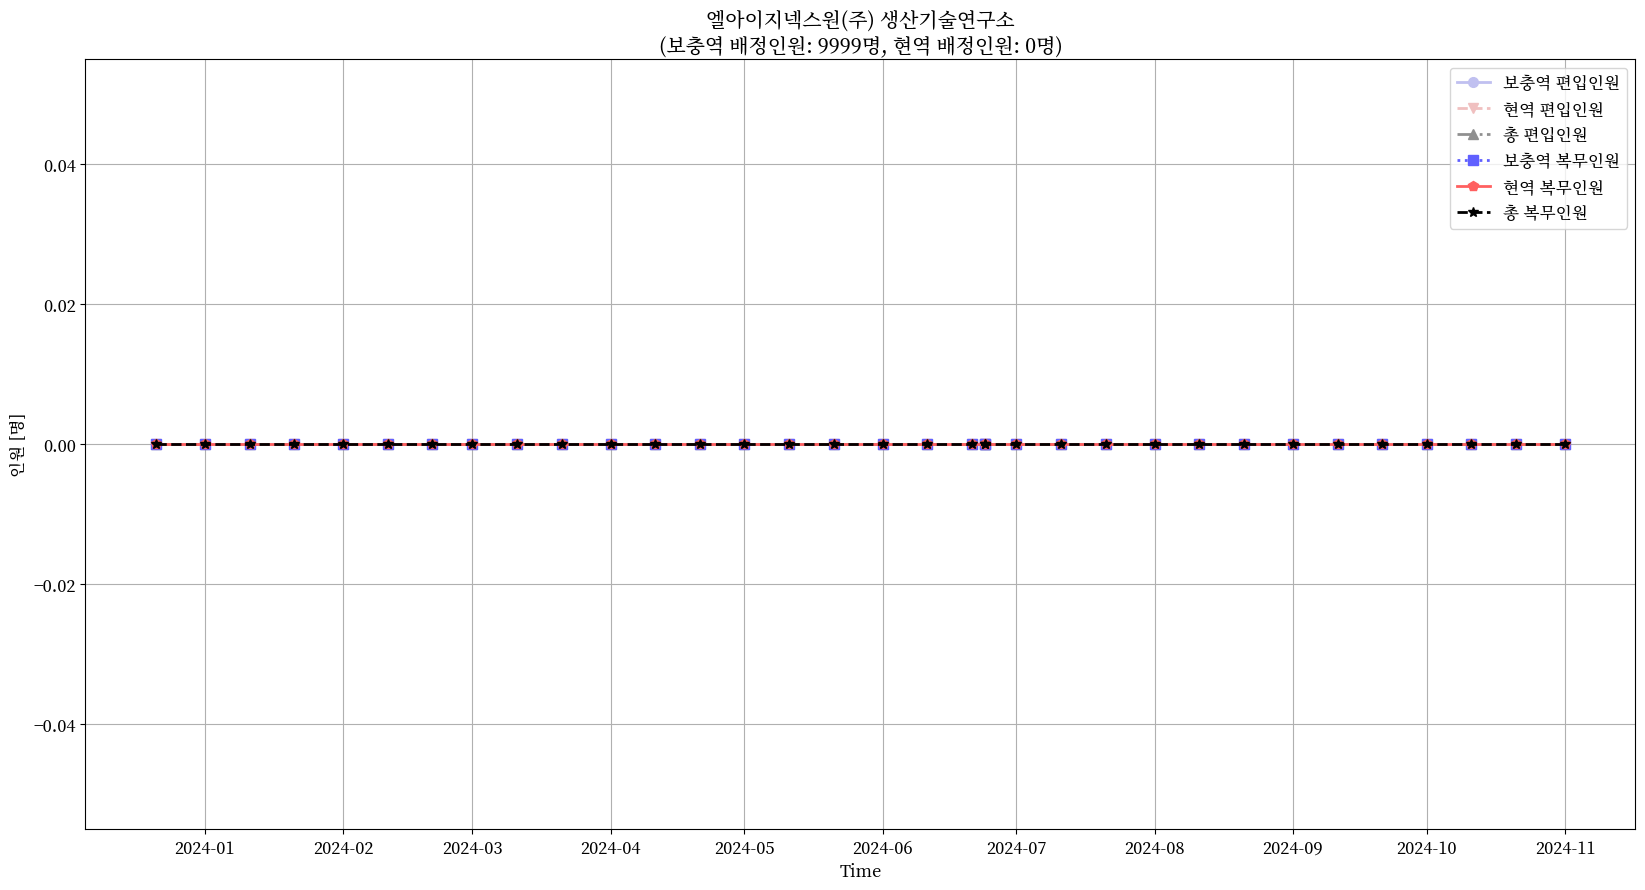 엘아이지넥스원(주) 생산기술연구소
(보충역 배정인원: 9999명, 현역 배정인원: 0명)
보충역 편입인원
현역 편입인원
총 편입인원
보충역 복무인원
현역 복무인원
총 복무인원
0.04
0.02
0.00
−0.02
−0.04
인원 [명]
2024-01 2024-02 2024-03 2024-04 2024-05 2024-06 2024-07 2024-08 2024-09 2024-10 2024-11
Time